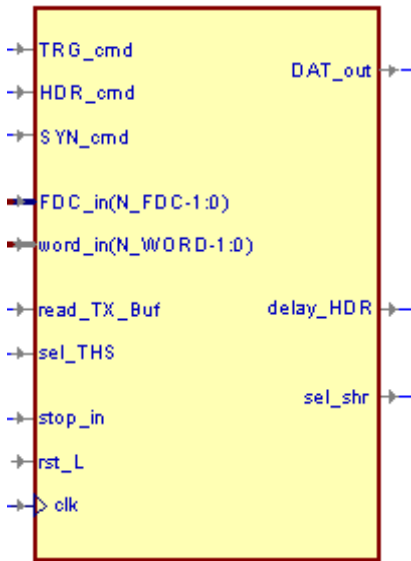 TRG_cmd
DAT_out
HDR_cmd
SYN_cmd
FDC_in(N_FDC-1:0)
word_in(N_WORD-1:0)
read_TX_Buf
delay_HDR
sel_THS
sel_shr
stop_in
rst_L
clk